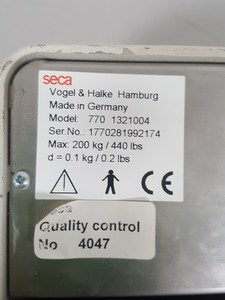 seca
Vogel & Halke Hamburg
Made in Germany
Model: 770 1321004
Ser.No.: 1770281992174
Max: 200 kg / 440 lbs
d = 0.1 kg / 0.2 lbs
CE
seca
Quality control
No 4047